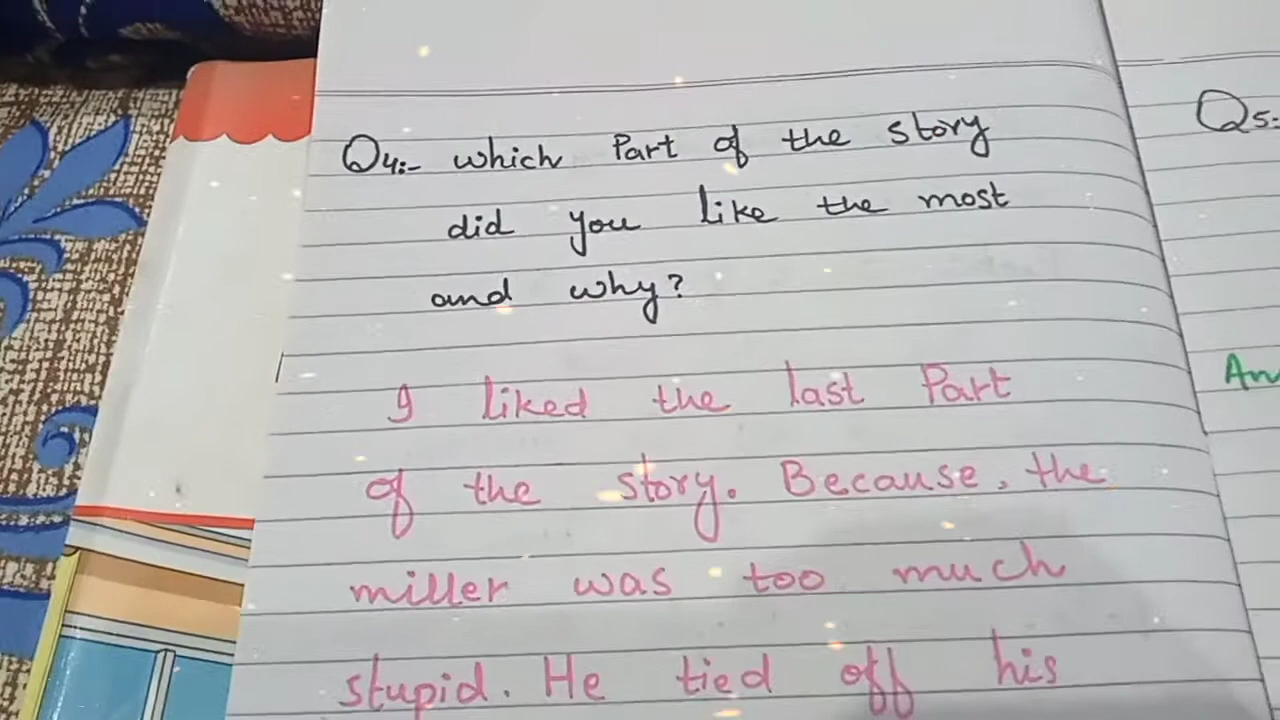 Q4:- which Part of the story
did you like the most
and why?
I liked the last Part
of the story. Because, the
miller was too much
stupid. He tied off his
Q5:-
An